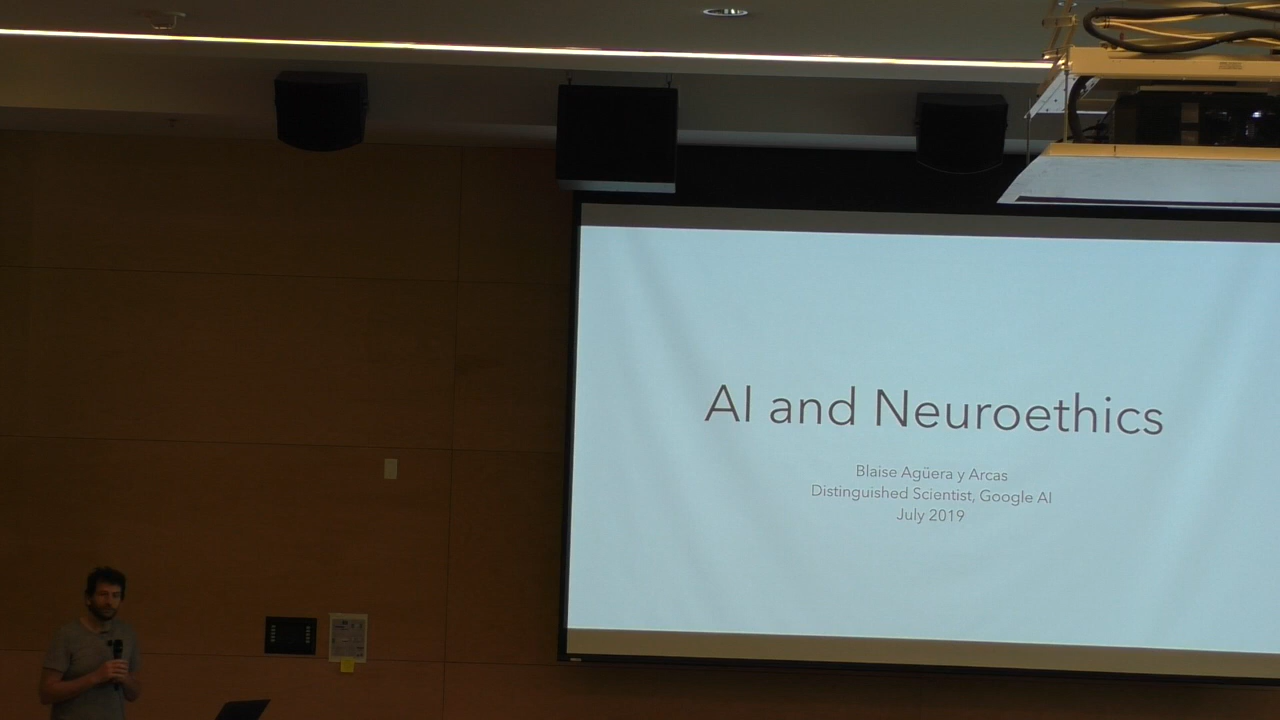 AI and Neuroethics
Blaise Agüera y Arcas
Distinguished Scientist, Google AI
July 2019